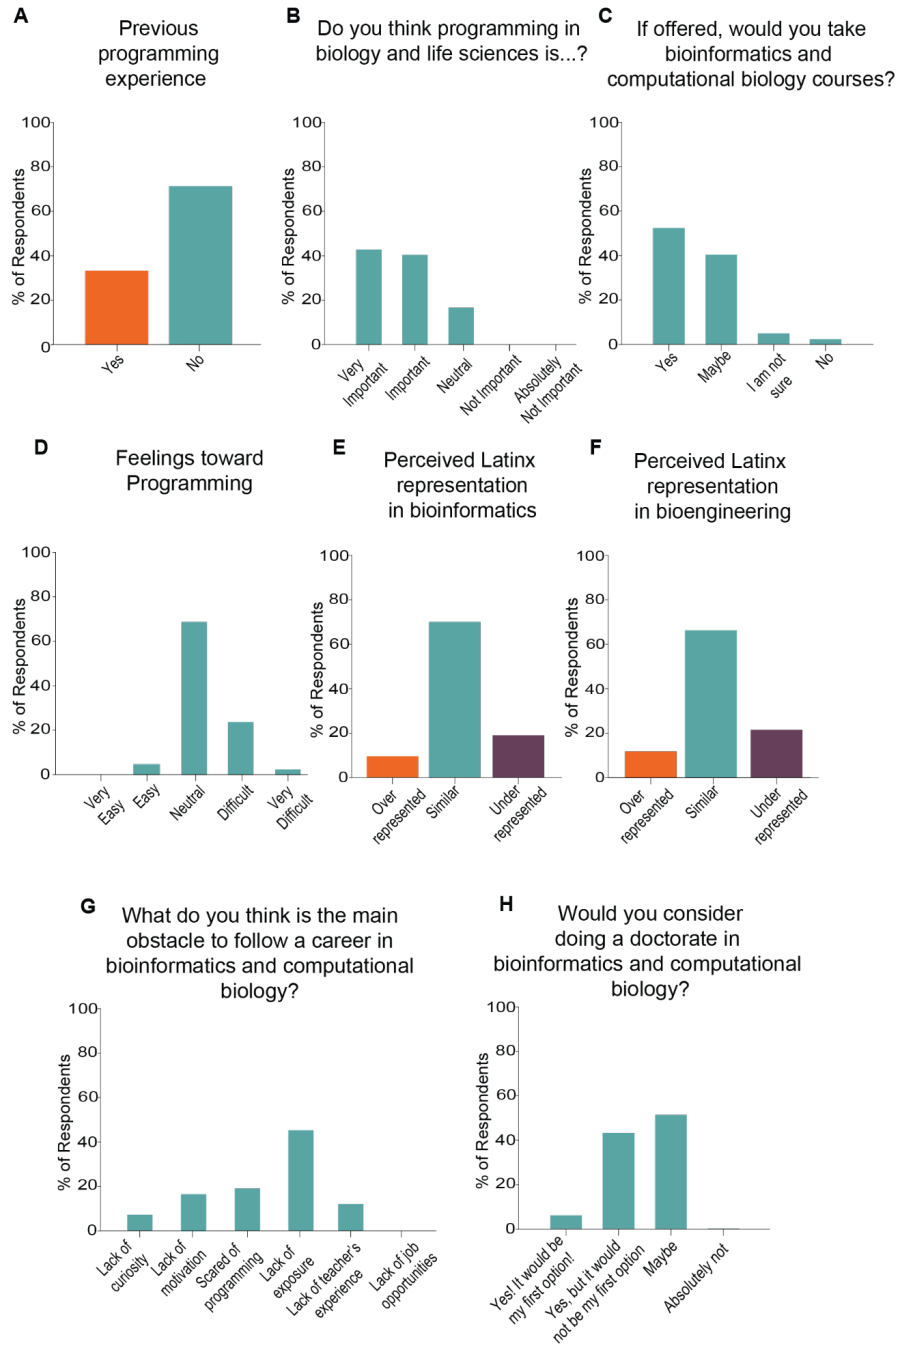 A
Previous
programming
experience
% of Respondents
100
80
60
40
20
0
Yes
No
B
Do you think programming in
biology and life sciences is...?
% of Respondents
100
80
60
40
20
0
Very
Important
Important
Neutral
Not Important
Absolutely
Not Important
C
If offered, would you take
bioinformatics and
computational biology courses?
% of Respondents
100
80
60
40
20
0
Yes
Maybe
I am not
sure
No
D
Feelings toward
Programming
% of Respondents
100
80
60
40
20
0
Very
Easy
Easy
Neutral
Difficult
Very
Difficult
E
Perceived Latinx
representation
in bioinformatics
% of Respondents
100
80
60
40
20
0
Over
represented
Similar
Under
represented
F
Perceived Latinx
representation
in bioengineering
% of Respondents
100
80
60
40
20
0
Over
represented
Similar
Under
represented
G
What do you think is the main
obstacle to follow a career in
bioinformatics and computational
biology?
% of Respondents
100
80
60
40
20
0
Lack of
curiosity
Lack of
motivation
Scared of
programming
Lack of
exposure
Lack of teacher's
experience
Lack of job
opportunities
H
Would you consider
doing a doctorate in
bioinformatics and computational
biology?
% of Respondents
100
80
60
40
20
0
Yes! It would be
my first option!
Yes, but it would
not be my first option
Maybe
Absolutely not